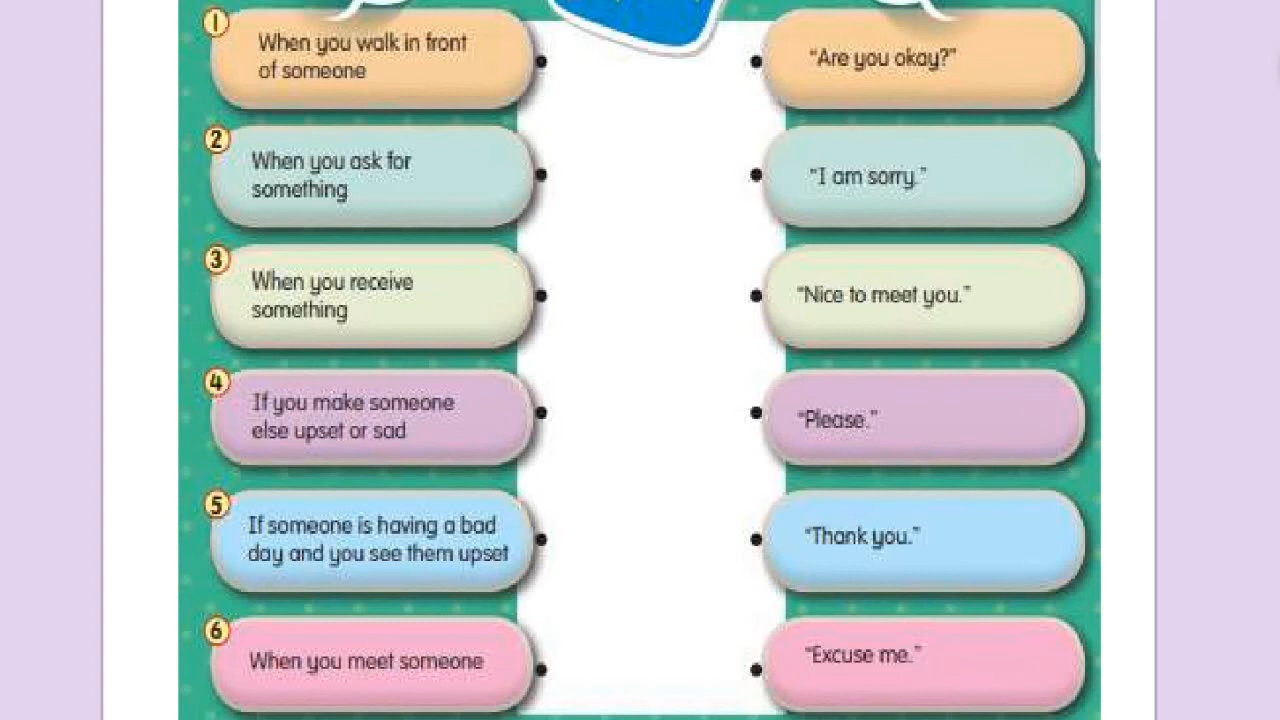 1
When you walk in front
of someone
"Are you okay?"
2
When you ask for
something
"I am sorry."
3
When you receive
something
"Nice to meet you."
4
If you make someone
else upset or sad
"Please."
5
If someone is having a bad
day and you see them upset
"Thank you."
6
When you meet someone
"Excuse me."